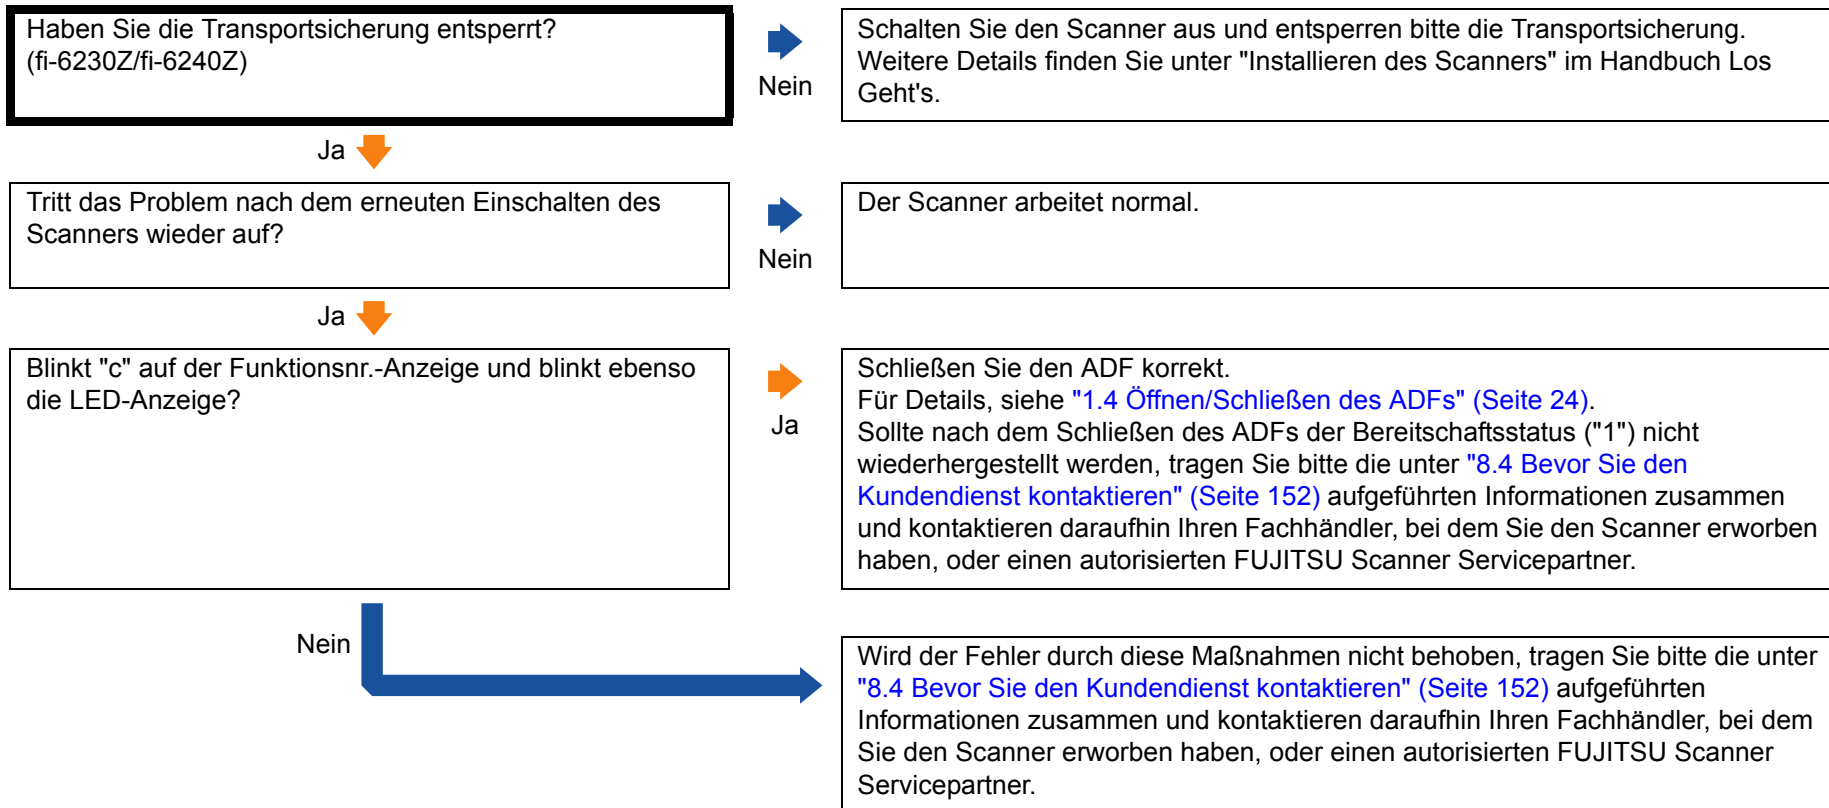 Haben Sie die Transportsicherung entsperrt?
(fi-6230Z/fi-6240Z)
Nein
Schalten Sie den Scanner aus und entsperren bitte die Transportsicherung.
Weitere Details finden Sie unter "Installieren des Scanners" im Handbuch Los
Geht's.
Ja
Tritt das Problem nach dem erneuten Einschalten des
Scanners wieder auf?
Nein
Der Scanner arbeitet normal.
Ja
Blinkt "c" auf der Funktionsnr.-Anzeige und blinkt ebenso
die LED-Anzeige?
Ja
Schließen Sie den ADF korrekt.
Für Details, siehe "1.4 Öffnen/Schließen des ADFs" (Seite 24).
Sollte nach dem Schließen des ADFs der Bereitschaftsstatus ("1") nicht
wiederhergestellt werden, tragen Sie bitte die unter "8.4 Bevor Sie den
Kundendienst kontaktieren" (Seite 152) aufgeführten Informationen zusammen
und kontaktieren daraufhin Ihren Fachhändler, bei dem Sie den Scanner erworben
haben, oder einen autorisierten FUJITSU Scanner Servicepartner.
Nein
Wird der Fehler durch diese Maßnahmen nicht behoben, tragen Sie bitte die unter
"8.4 Bevor Sie den Kundendienst kontaktieren" (Seite 152) aufgeführten
Informationen zusammen und kontaktieren daraufhin Ihren Fachhändler, bei dem
Sie den Scanner erworben haben, oder einen autorisierten FUJITSU Scanner
Servicepartner.